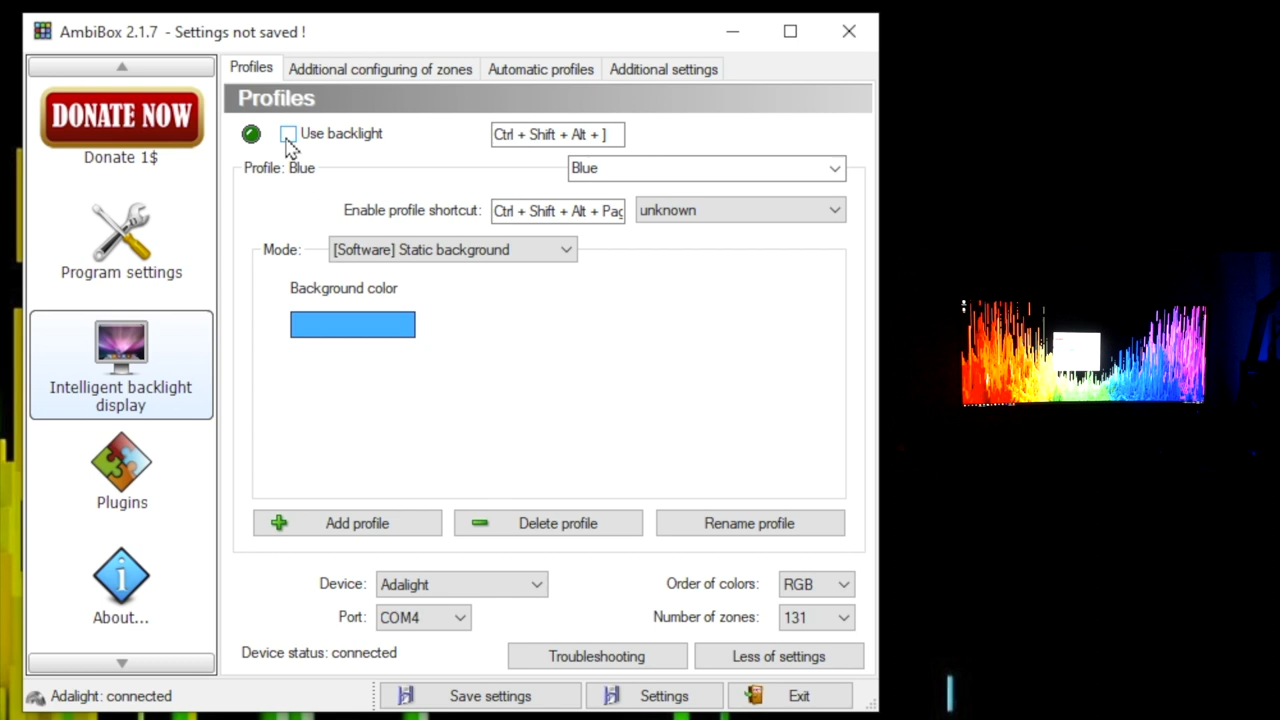 AmbiBox 2.1.7 - Settings not saved !
Profiles
Additional configuring of zones
Automatic profiles
Additional settings
DONATE NOW
Donate 1$
Program settings
Intelligent backlight
display
Plugins
About...
Profiles
Use backlight
Ctrl + Shift + Alt + ]
Profile: Blue
Blue
Enable profile shortcut:
Ctrl + Shift + Alt + Pag
unknown
Mode:
[Software] Static background
Background color
Add profile
Delete profile
Rename profile
Device:
Adalight
Order of colors:
RGB
Port:
COM4
Number of zones:
131
Device status: connected
Troubleshooting
Less of settings
Adalight: connected
Save settings
Settings
Exit